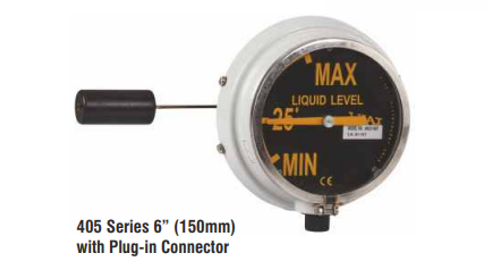 MAX
LIQUID LEVEL
25°
MIN
CE
405 Series 6” (150mm)
with Plug-in Connector